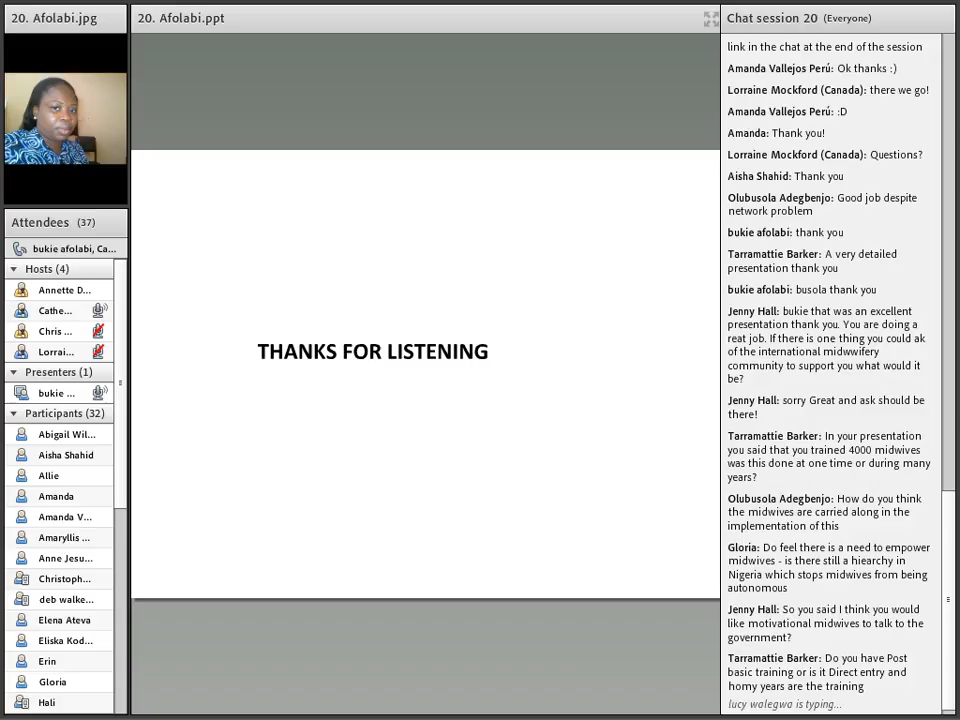 20. Afolabi.jpg
Attendees (37)
bukie afolabi, Ca...
Hosts (4)
Annette D...
Cathe...
Chris ...
Lorrai...
Presenters (1)
bukie ...
Participants (32)
Abigail Wil...
Aisha Shahid
Allie
Amanda
Amanda V...
Amaryllis ...
Anne Jesu...
Christoph...
deb walke...
Elena Ateva
Eliska Kod...
Erin
Gloria
Hali
20. Afolabi.ppt
THANKS FOR LISTENING
Chat session 20 (Everyone)
link in the chat at the end of the session
Amanda Vallejos Perú: Ok thanks :)
Lorraine Mockford (Canada): there we go!
Amanda Vallejos Perú: :D
Amanda: Thank you!
Lorraine Mockford (Canada): Questions?
Aisha Shahid: Thank you
Olubusola Adegbenjo: Good job despite
network problem
bukie afolabi: thank you
Tarramattie Barker: A very detailed
presentation thank you
bukie afolabi: busola thank you
Jenny Hall: bukie that was an excellent
presentation thank you. You are doing a
reat job. If there is one thing you could ak
of the international midwwifery
community to support you what would it
be?
Jenny Hall: sorry Great and ask should be
there!
Tarramattie Barker: In your presentation
you said that you trained 4000 midwives
was this done at one time or during many
years?
Olubusola Adegbenjo: How do you think
the midwives are carried along in the
implementation of this
Gloria: Do feel there is a need to empower
midwives - is there still a hiearchy in
Nigeria which stops midwives from being
autonomous
Jenny Hall: So you said I think you would
like motivational midwives to talk to the
government?
Tarramattie Barker: Do you have Post
basic training or is it Direct entry and
homy years are the training
lucy walegwa is typing...